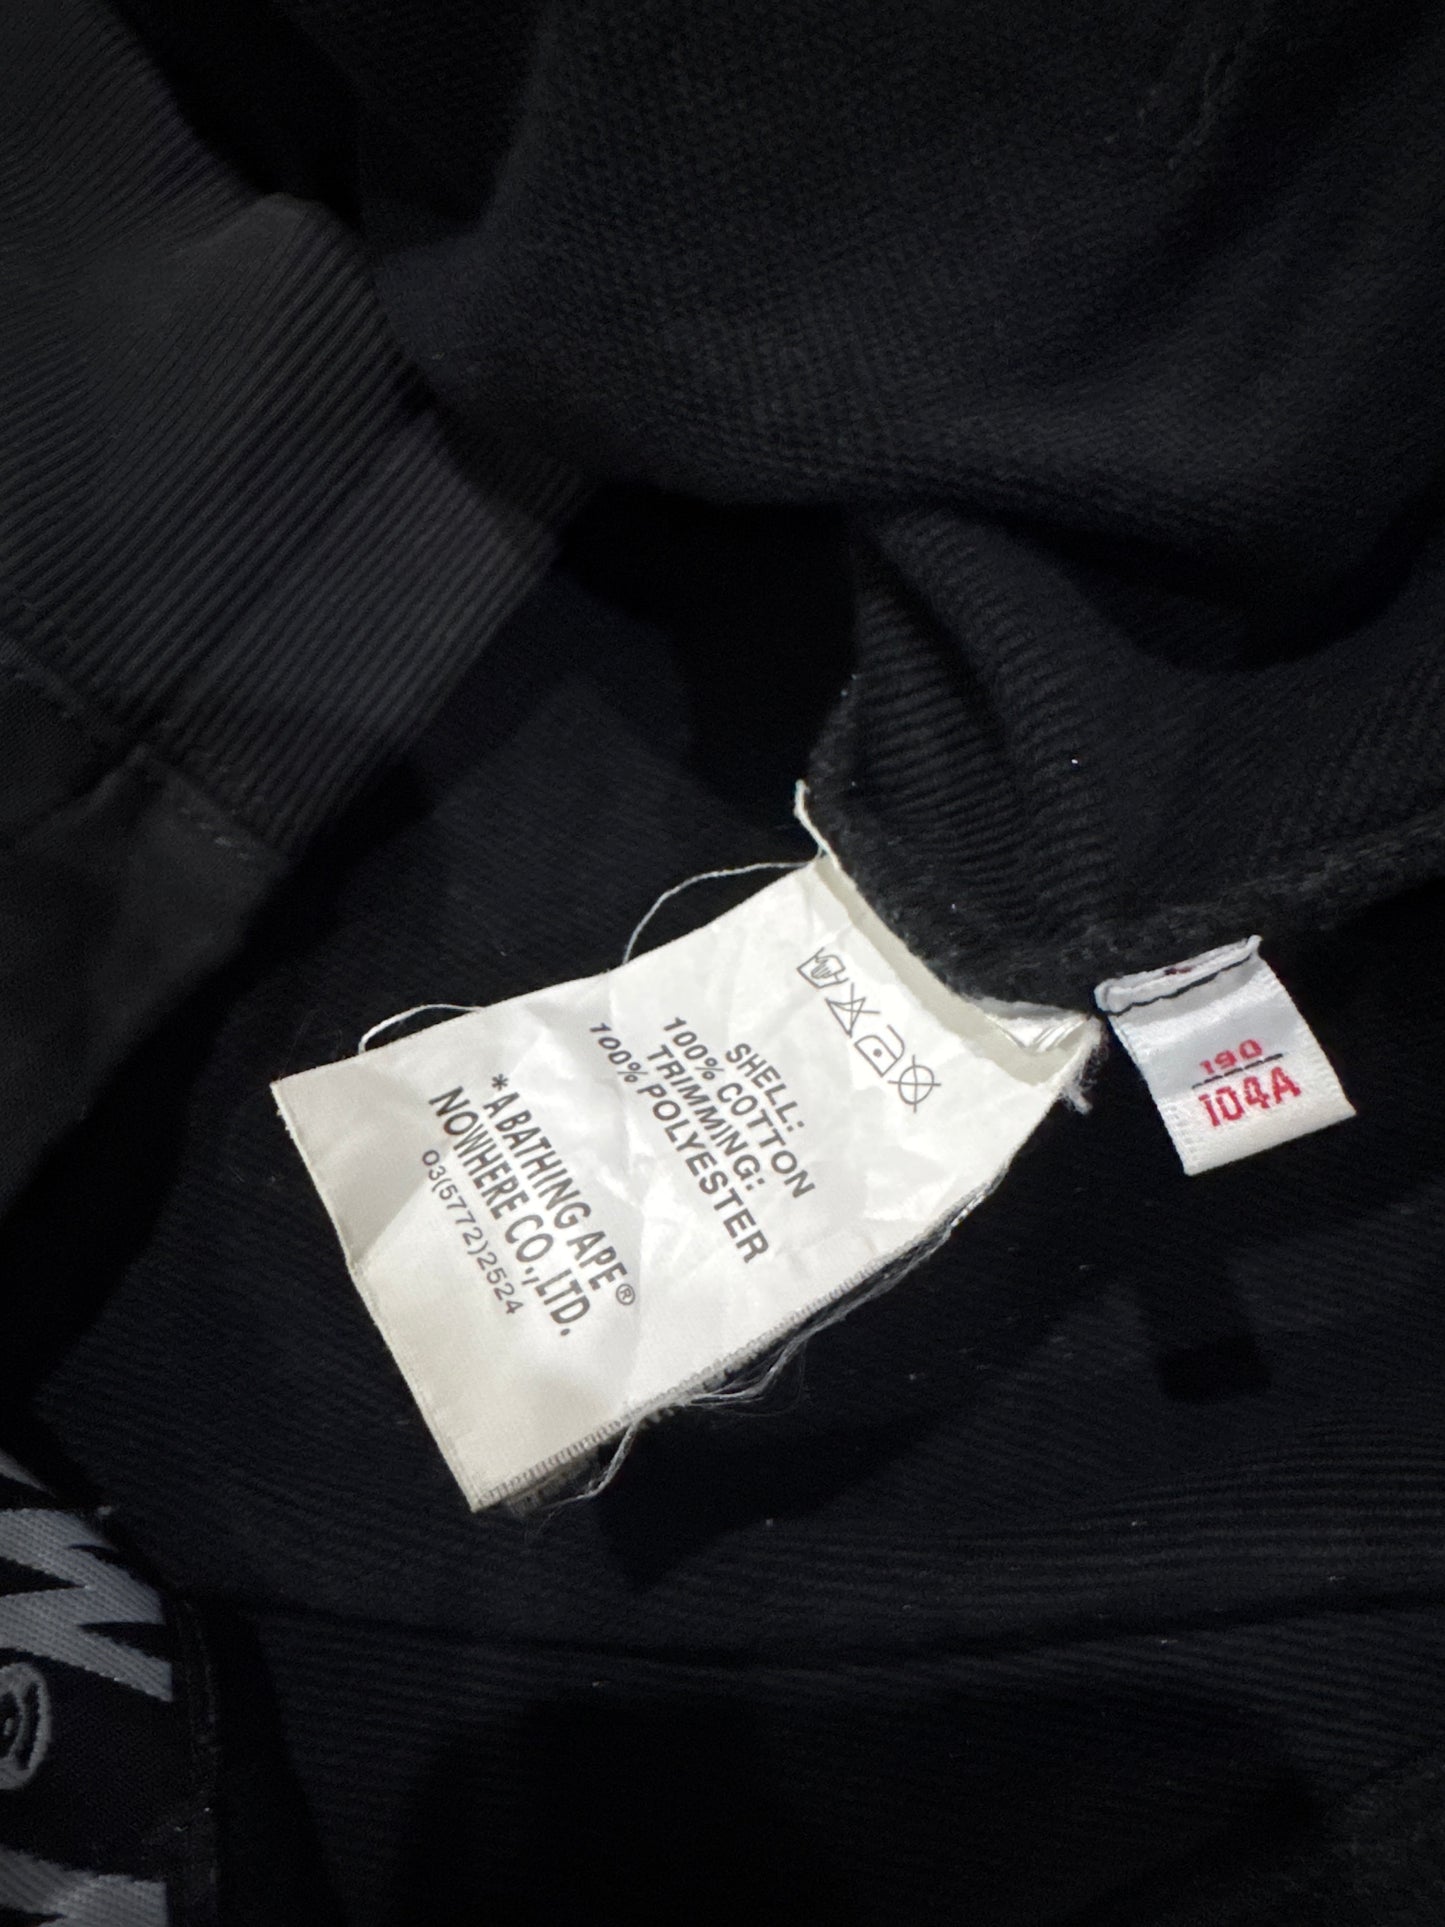 SHELL:
100% COTTON
TRIMMING:
100% POLYESTER
*A BATHING APE®
NOWHERE CO.,LTD.
03(5772)2524
190
104A